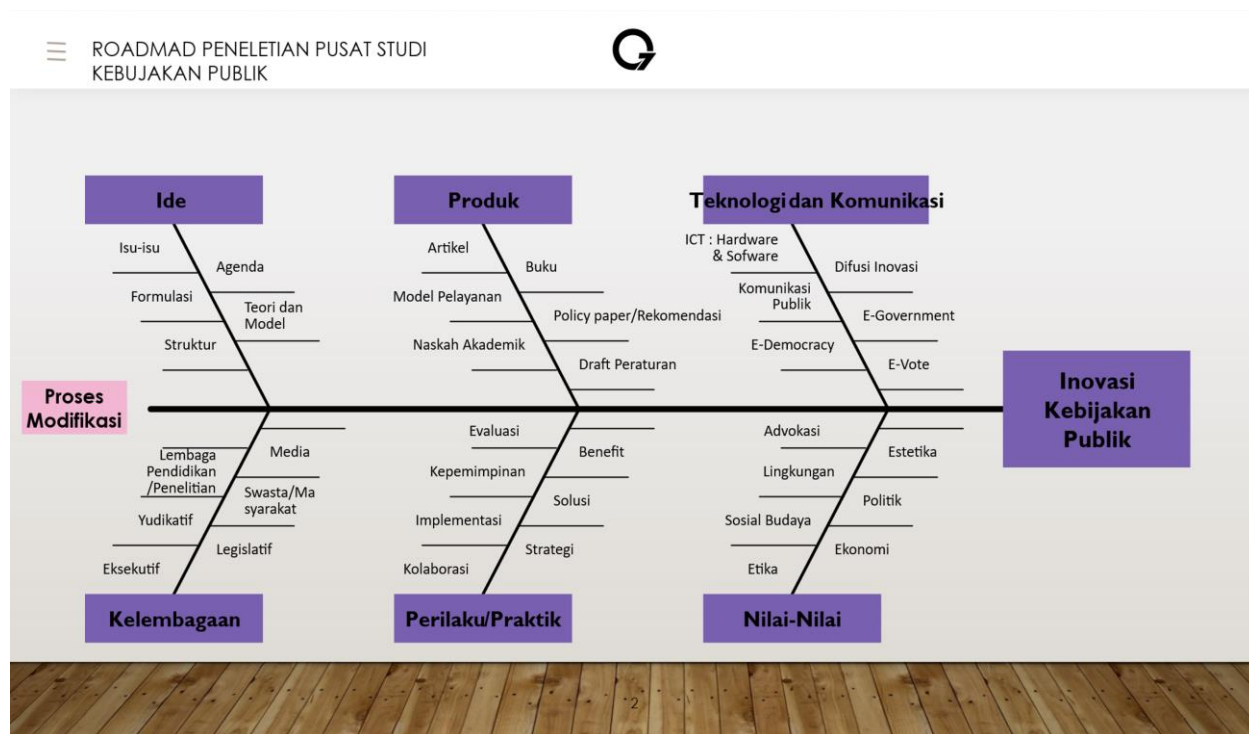 ROADMAD PENELETIAN PUSAT STUDI
KEBUJAKAN PUBLIK
Ide
Isu-isu
Agenda
Formulasi
Teori dan
Model
Struktur
Produk
Artikel
Buku
Model Pelayanan
Policy paper/Rekomendasi
Naskah Akademik
Draft Peraturan
Teknologi dan Komunikasi
ICT : Hardware
& Sofware
Difusi Inovasi
Komunikasi
Publik
E-Government
E-Democracy
E-Vote
Proses
Modifikasi
Inovasi
Kebijakan
Publik
Media
Lembaga
Pendidikan
/Penelitian
Swasta/Ma
syarakat
Yudikatif
Legislatif
Eksekutif
Kelembagaan
Evaluasi
Benefit
Kepemimpinan
Solusi
Implementasi
Strategi
Kolaborasi
Perilaku/Praktik
Advokasi
Estetika
Lingkungan
Politik
Sosial Budaya
Ekonomi
Etika
Nilai-Nilai
2